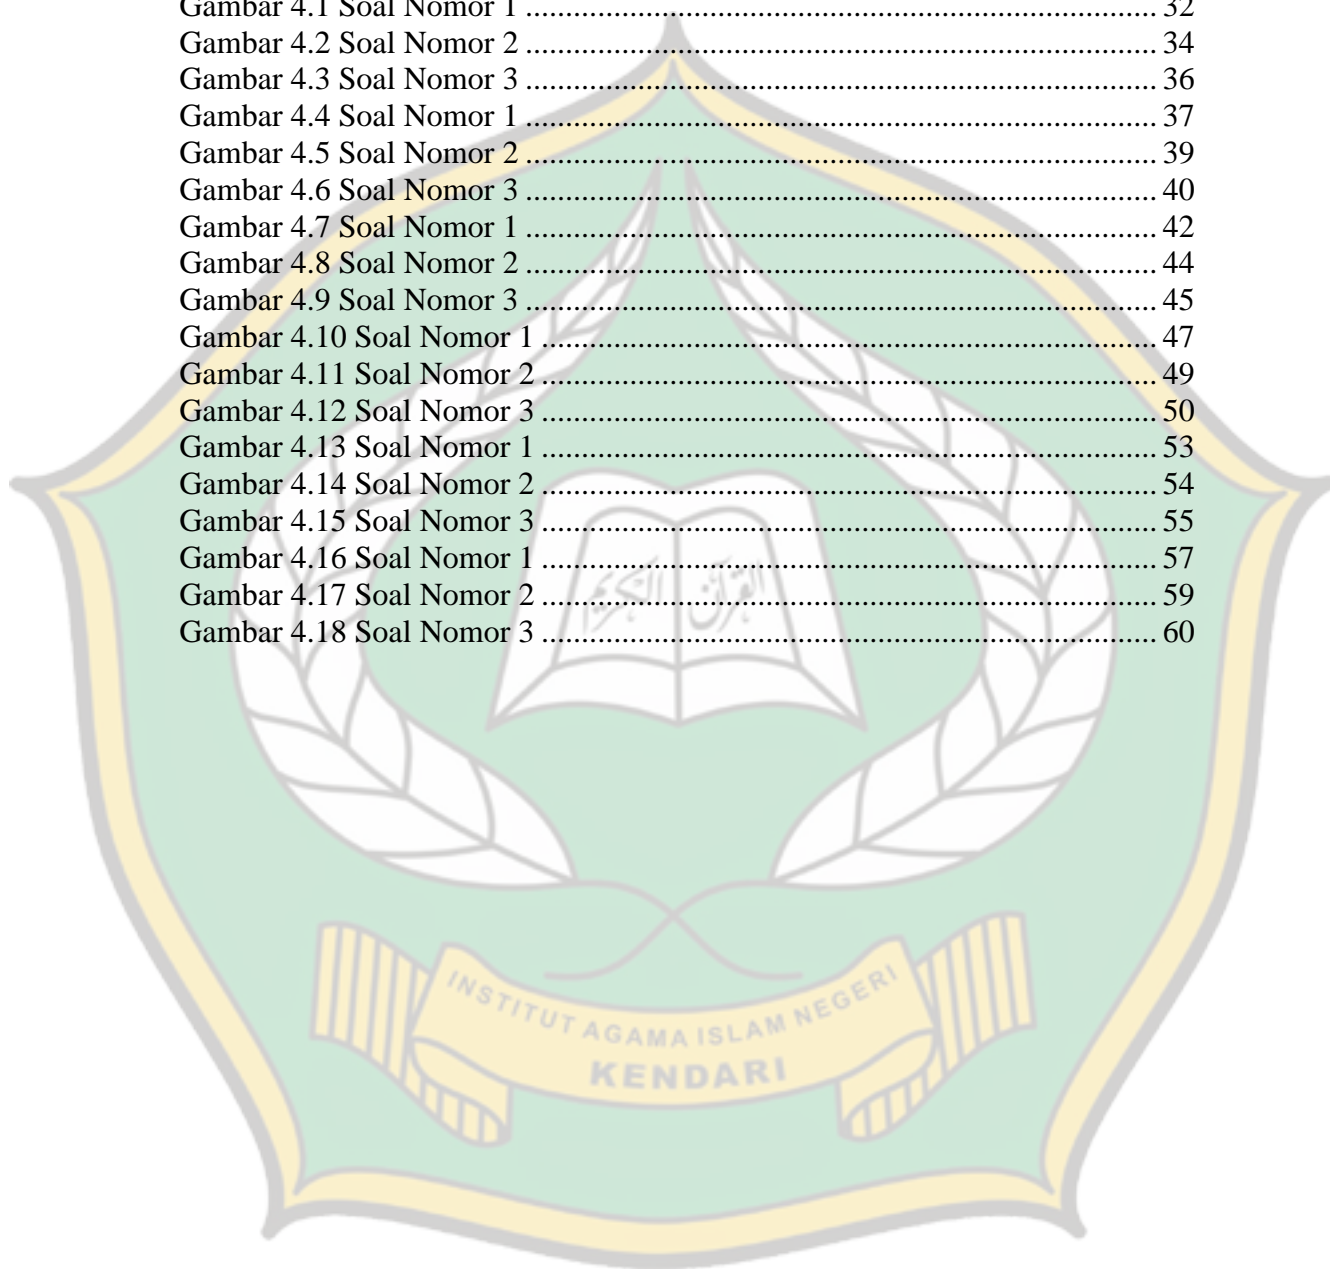 Gambar 4.1 Soal Nomor 1 ............................................................................. 32
Gambar 4.2 Soal Nomor 2 ............................................................................. 34
Gambar 4.3 Soal Nomor 3 ............................................................................. 36
Gambar 4.4 Soal Nomor 1 ............................................................................. 37
Gambar 4.5 Soal Nomor 2 ............................................................................. 39
Gambar 4.6 Soal Nomor 3 ............................................................................. 40
Gambar 4.7 Soal Nomor 1 ............................................................................. 42
Gambar 4.8 Soal Nomor 2 ............................................................................. 44
Gambar 4.9 Soal Nomor 3 ............................................................................. 45
Gambar 4.10 Soal Nomor 1 ........................................................................... 47
Gambar 4.11 Soal Nomor 2 ........................................................................... 49
Gambar 4.12 Soal Nomor 3 ........................................................................... 50
Gambar 4.13 Soal Nomor 1 ........................................................................... 53
Gambar 4.14 Soal Nomor 2 ........................................................................... 54
Gambar 4.15 Soal Nomor 3 ........................................................................... 55
Gambar 4.16 Soal Nomor 1 ........................................................................... 57
Gambar 4.17 Soal Nomor 2 ........................................................................... 59
Gambar 4.18 Soal Nomor 3 ........................................................................... 60
القرآن الكريم
INSTITUT AGAMA ISLAM NEGERI
KENDARI